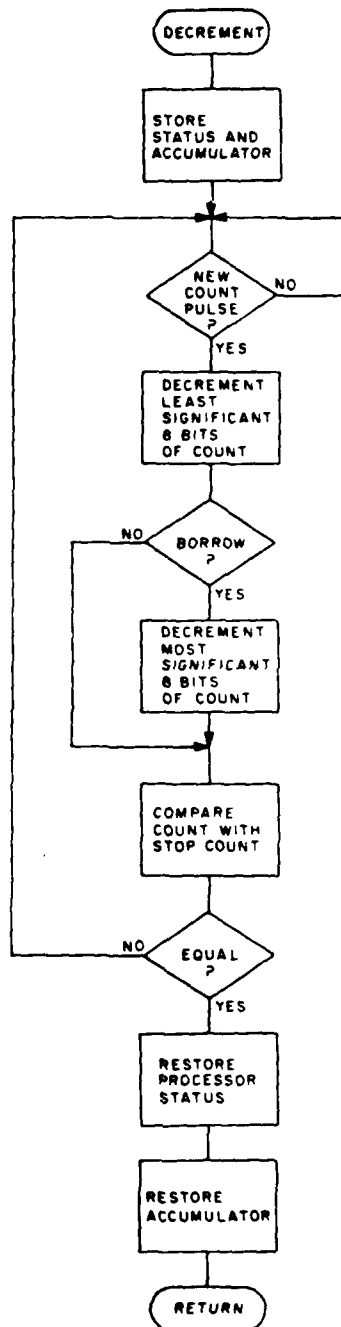 DECREMENT
STORE
STATUS AND
ACCUMULATOR
NEW
COUNT
PULSE
?
NO
YES
DECREMENT
LEAST
SIGNIFICANT
8 BITS
OF COUNT
NO
BORROW
?
YES
DECREMENT
MOST
SIGNIFICANT
8 BITS
OF COUNT
COMPARE
COUNT WITH
STOP COUNT
NO
EQUAL
?
YES
RESTORE
PROCESSOR
STATUS
RESTORE
ACCUMULATOR
RETURN